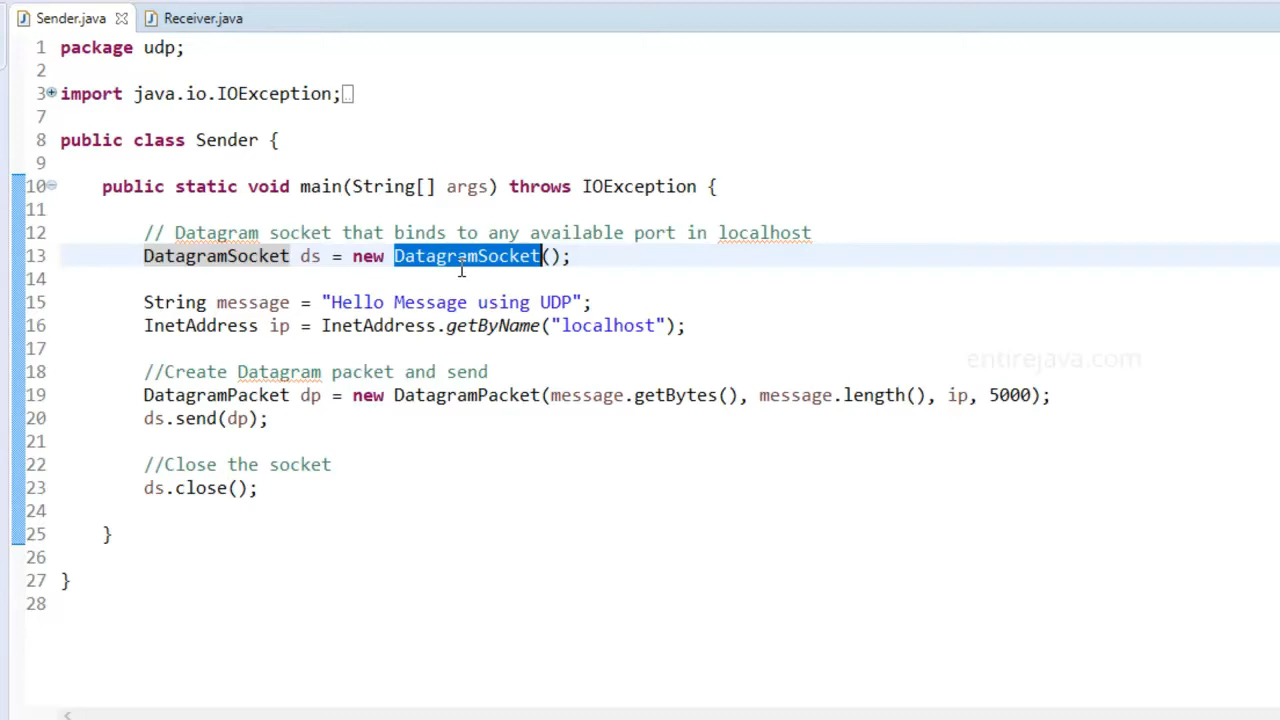 Sender.java Receiver.java
1 package udp;
2
3 import java.io.IOException;
7
8 public class Sender {
9
10 public static void main(String[] args) throws IOException {
11
12 // Datagram socket that binds to any available port in localhost
13 DatagramSocket ds = new DatagramSocket();
14
15 String message = "Hello Message using UDP";
16 InetAddress ip = InetAddress.getByName("localhost");
17
entirejava.com
18 //Create Datagram packet and send
19 DatagramPacket dp = new DatagramPacket(message.getBytes(), message.length(), ip, 5000);
20 ds.send(dp);
21
22 //Close the socket
23 ds.close();
24
25 }
26
27 }
28